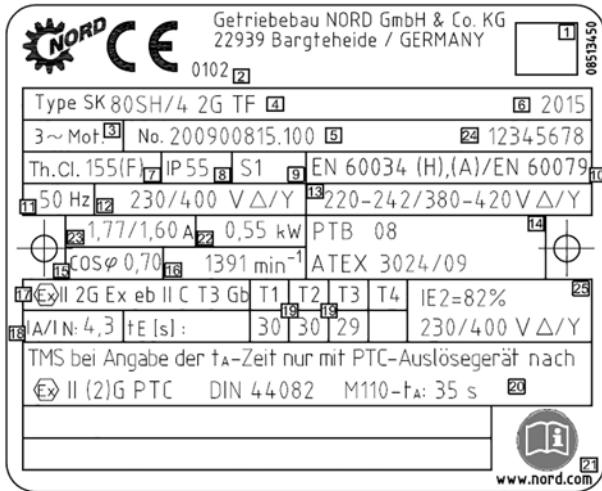 NORD
CE
Getriebebau NORD GmbH & Co. KG
22939 Bargteheide / GERMANY
0102 2
1
08513450
Type SK 80SH/4 2G TF 4 6 2015
3~ Mot. 3 No. 200900815.100 5 24 12345678
Th.Cl. 155(F) 7 IP55 8 S1 9 EN 60034 (H),(A)/EN 60079 10
11 50 Hz 12 230/400 V Δ/Y 13 220-242/380-420V Δ/Y
23 1,77/1,60 A 22 0,55 kW PTB 08 14
15 cosφ 0,70 16 1391 min⁻¹ ATEX 3024/09
17 Ex II 2G Ex eb II C T3 Gb T1 T2 T3 T4 IE2=82% 25
19 19
18 IA/IN: 4,3 tE [s] : 30 30 29 230/400 V Δ/Y
TMS bei Angabe der tA-Zeit nur mit PTC-Auslösegerät nach
Ex II (2)G PTC DIN 44082 M110-tA: 35 s 20
i
21
www.nord.com